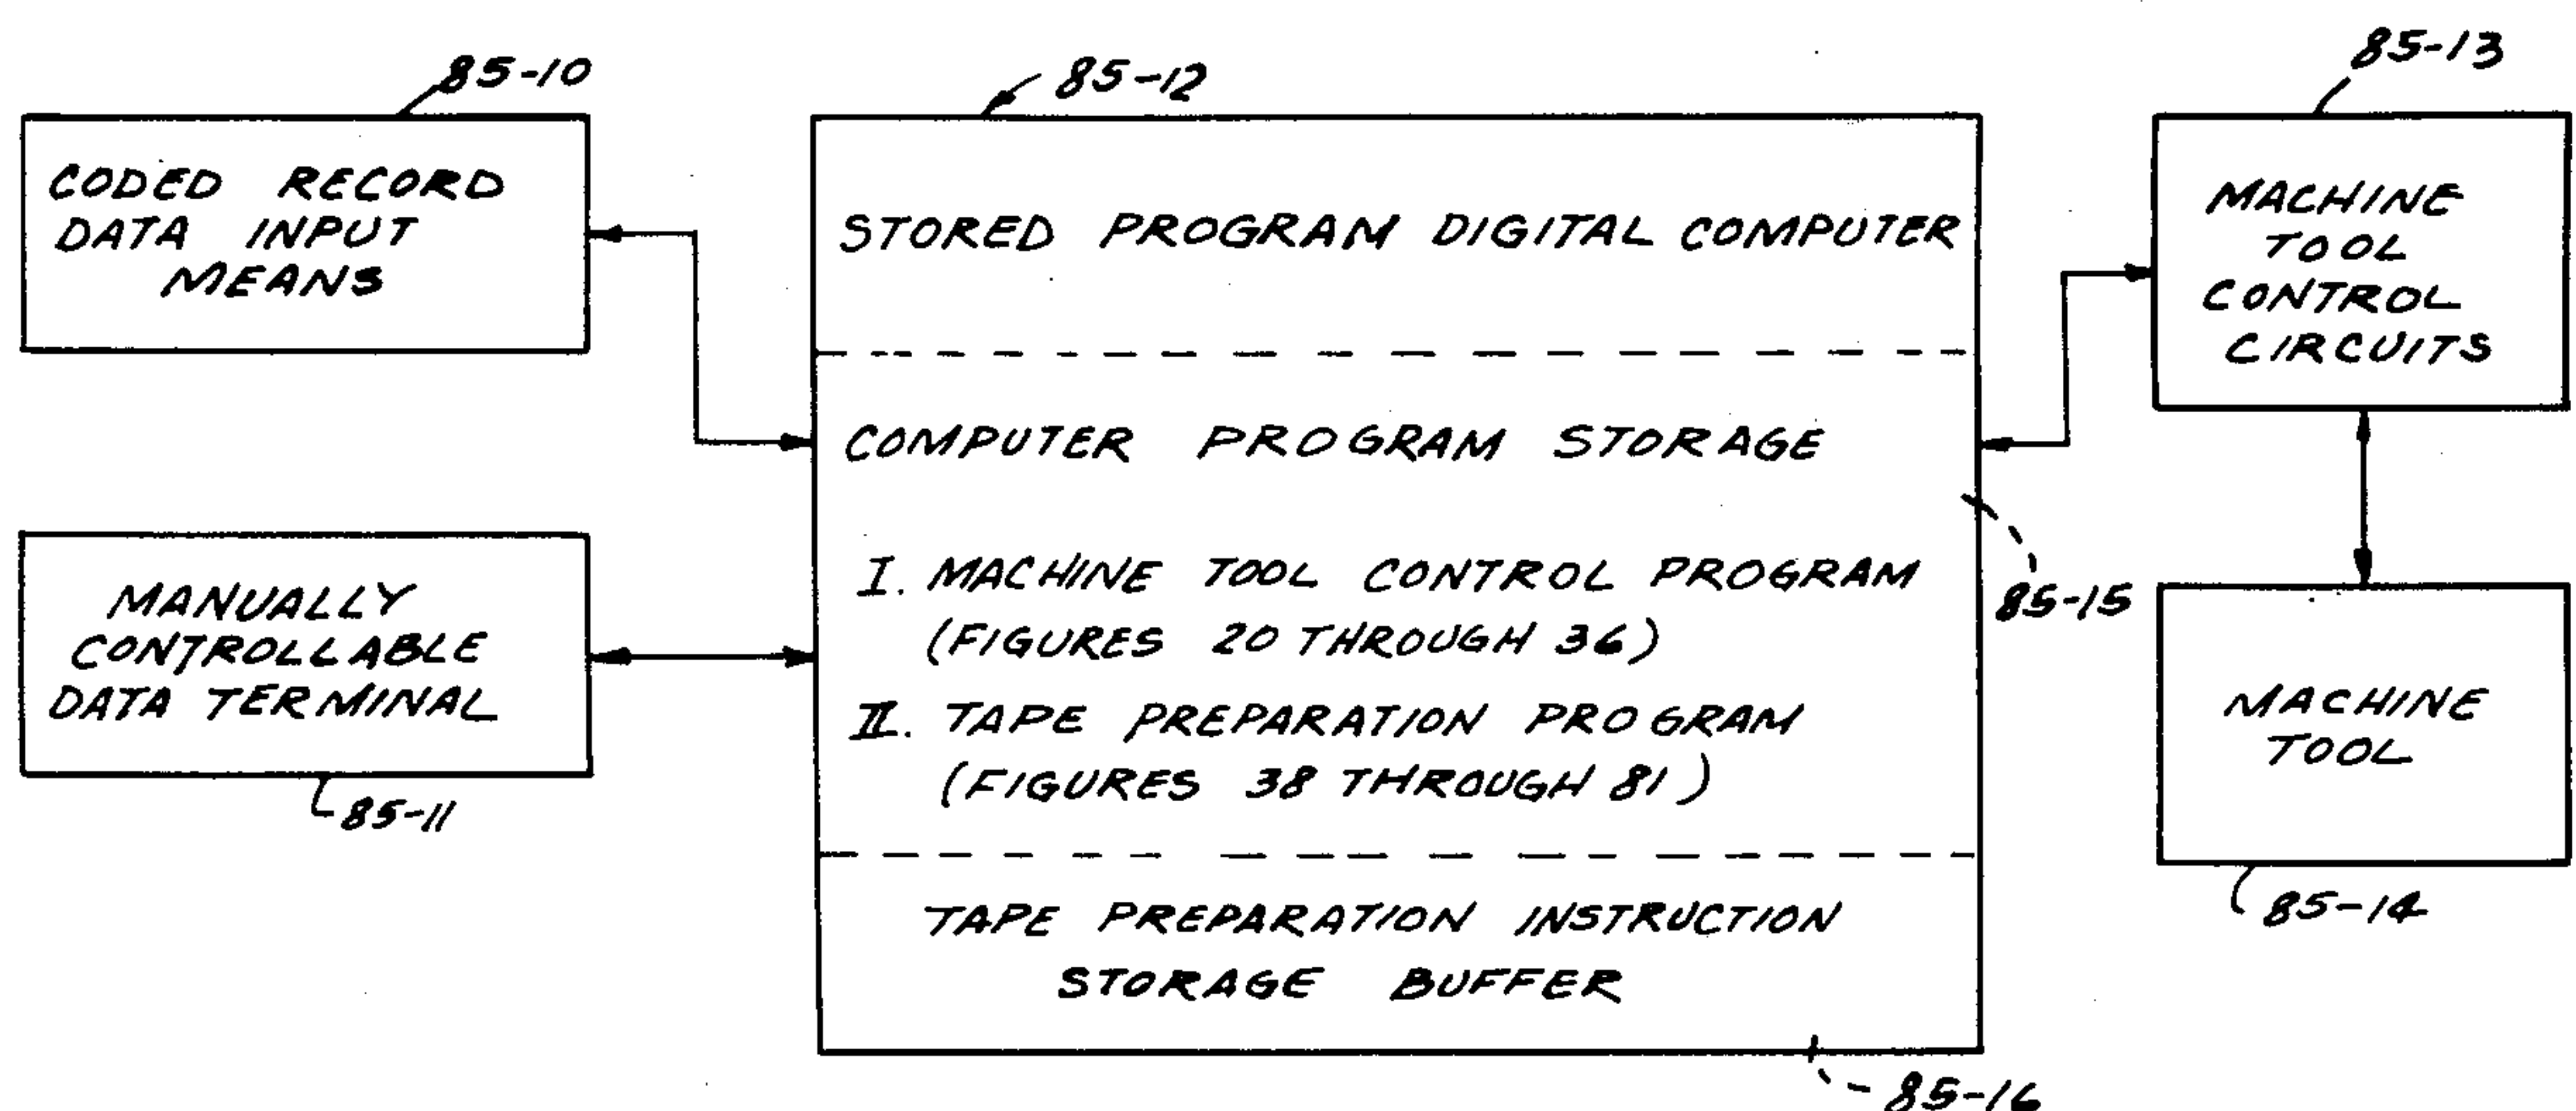 85-10
CODED RECORD
DATA INPUT
MEANS
MANUALLY
CONTROLLABLE
DATA TERMINAL
85-11
85-12
STORED PROGRAM DIGITAL COMPUTER
COMPUTER PROGRAM STORAGE
I. MACHINE TOOL CONTROL PROGRAM
(FIGURES 20 THROUGH 36)
II. TAPE PREPARATION PROGRAM
(FIGURES 38 THROUGH 81)
TAPE PREPARATION INSTRUCTION
STORAGE BUFFER
85-15
85-16
85-13
MACHINE
TOOL
CONTROL
CIRCUITS
MACHINE
TOOL
85-14